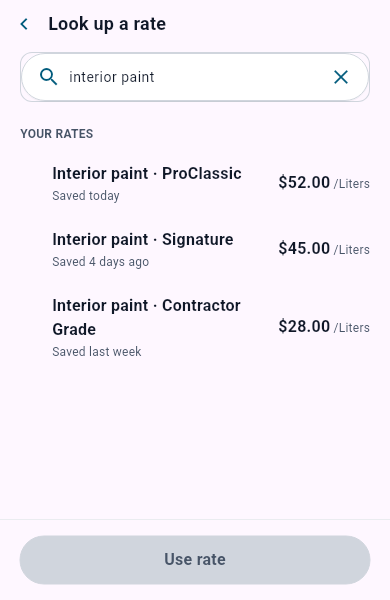 Look up a rate
interior paint
YOUR RATES
Interior paint · ProClassic
Saved today
$52.00 /Liters
Interior paint · Signature
Saved 4 days ago
$45.00 /Liters
Interior paint · Contractor
Grade
Saved last week
$28.00 /Liters
Use rate